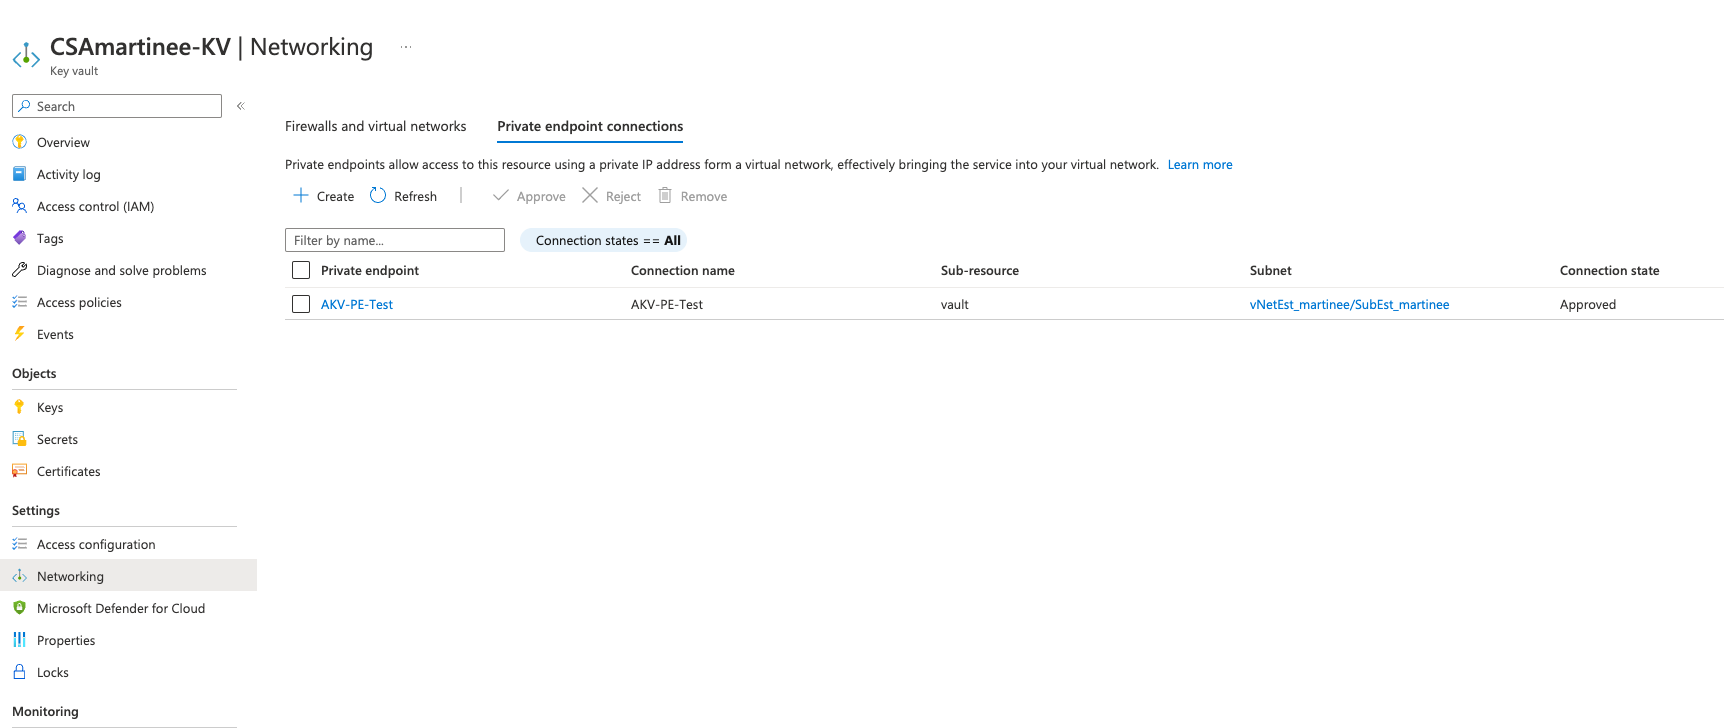 CSAmartinee-KV | Networking ...
Key vault
Search «
Overview
Activity log
Access control (IAM)
Tags
Diagnose and solve problems
Access policies
Events
Objects
Keys
Secrets
Certificates
Settings
Access configuration
Networking
Microsoft Defender for Cloud
Properties
Locks
Monitoring
Firewalls and virtual networks Private endpoint connections
Private endpoints allow access to this resource using a private IP address form a virtual network, effectively bringing the service into your virtual network. Learn more
Create Refresh | Approve Reject Remove
Filter by name... Connection states == All
Private endpoint Connection name Sub-resource Subnet Connection state
AKV-PE-Test AKV-PE-Test vault vNetEst_martinee/SubEst_martinee Approved